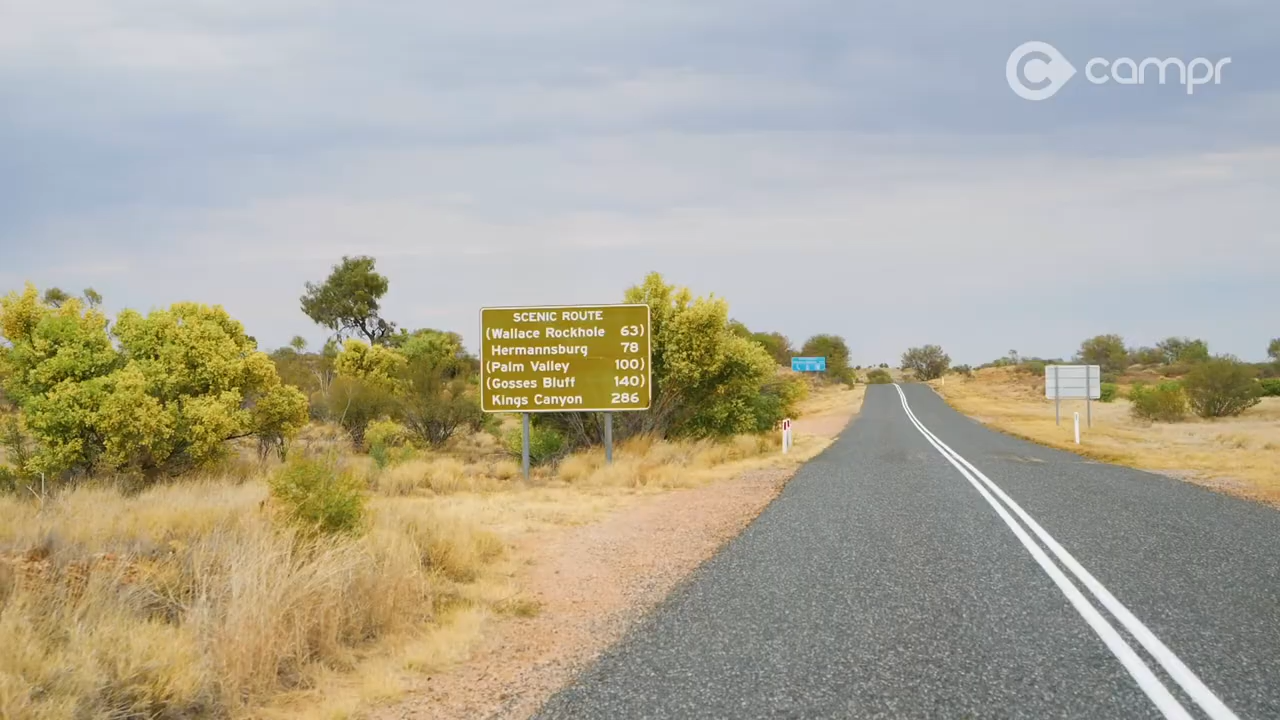 campr
SCENIC ROUTE
(Wallace Rockhole 63)
Hermannsburg 78
(Palm Valley 100)
(Gosses Bluff 140)
Kings Canyon 286